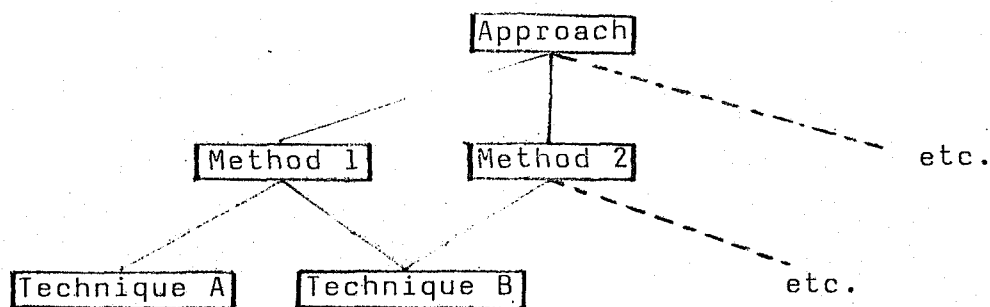 Approach
Method 1 Method 2 etc.
Technique A Technique B etc.